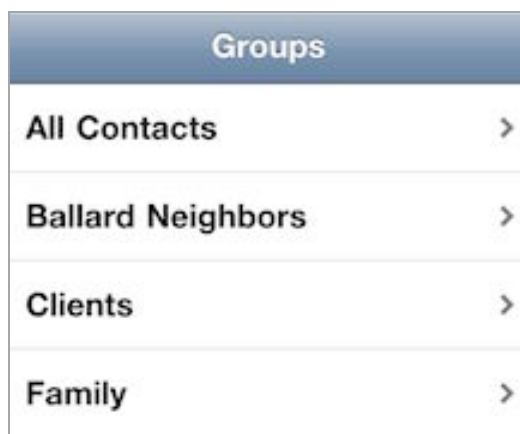 Groups
All Contacts
Ballard Neighbors
Clients
Family